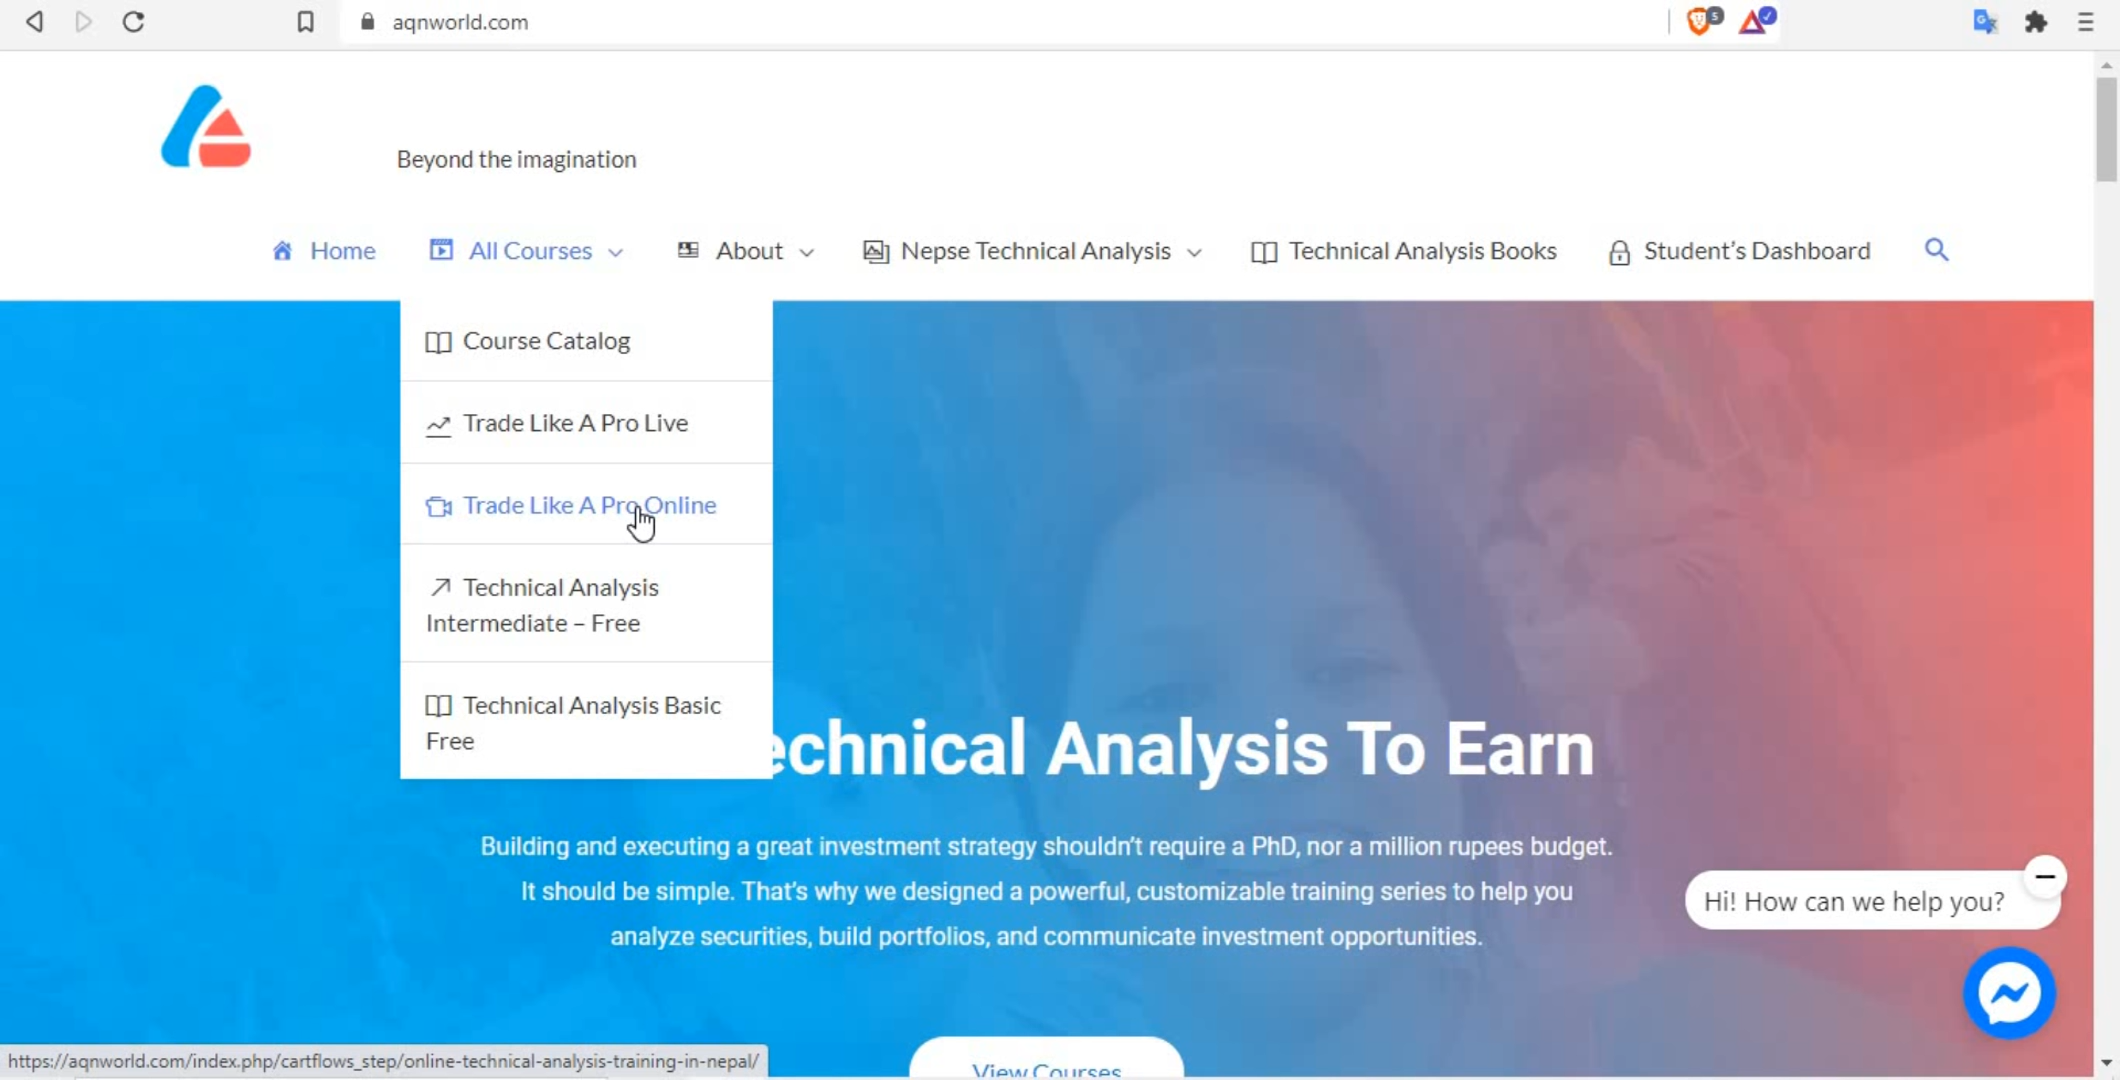 aqnworld.com
5
Beyond the imagination
Home
All Courses
About
Nepse Technical Analysis
Technical Analysis Books
Student's Dashboard
Course Catalog
Trade Like A Pro Live
Trade Like A Pro Online
Technical Analysis
Intermediate – Free
Technical Analysis Basic
Free
echnical Analysis To Earn
Building and executing a great investment strategy shouldn't require a PhD, nor a million rupees budget.
It should be simple. That's why we designed a powerful, customizable training series to help you
analyze securities, build portfolios, and communicate investment opportunities.
Hi! How can we help you?
View Courses
https://aqnworld.com/index.php/cartflows_step/online-technical-analysis-training-in-nepal/